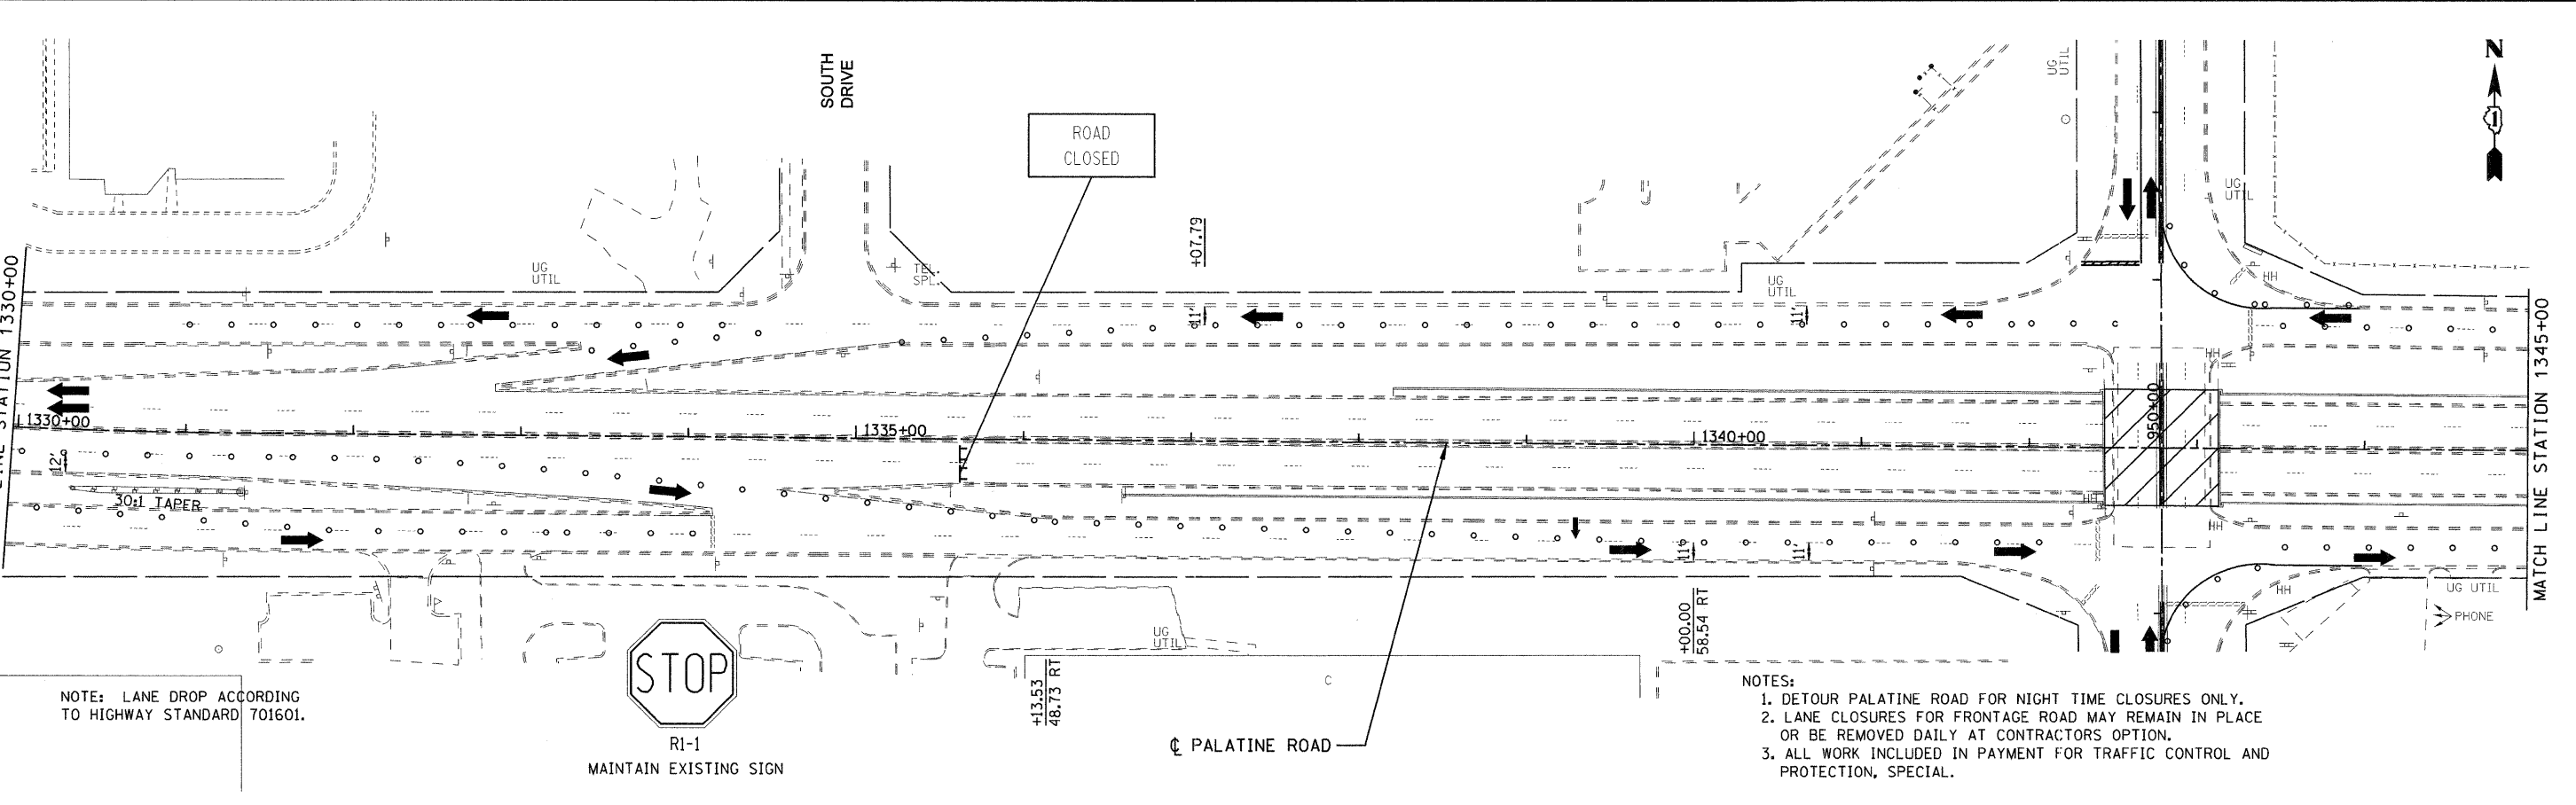 SOUTH
DRIVE
ROAD
CLOSED
N
1
UG
UTIL
UG
UTIL
+07.79
UG
UTIL
TEL.
SPL.
UG
UTIL
HH
11'
11'
HH
LINE STATION 1330+00
MATCH LINE STATION 1345+00
1330+00
1335+00
1340+00
950+00
12'
30:1 TAPER
HH
HH
11'
11'
HH
UG UTIL
PHONE
UG
UTIL
+13.53
48.73 RT
+00.00
58.54 RT
C
STOP
R1-1
MAINTAIN EXISTING SIGN
NOTE: LANE DROP ACCORDING
TO HIGHWAY STANDARD 701601.
℄ PALATINE ROAD
NOTES:
1. DETOUR PALATINE ROAD FOR NIGHT TIME CLOSURES ONLY.
2. LANE CLOSURES FOR FRONTAGE ROAD MAY REMAIN IN PLACE
OR BE REMOVED DAILY AT CONTRACTORS OPTION.
3. ALL WORK INCLUDED IN PAYMENT FOR TRAFFIC CONTROL AND
PROTECTION, SPECIAL.